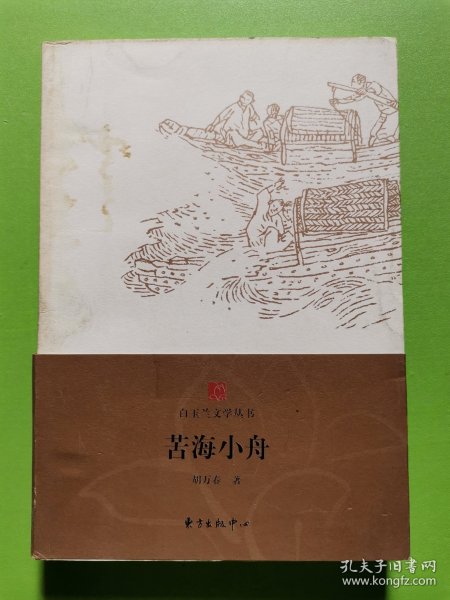 白玉兰文学丛书
苦海小舟
胡万春 著
东方出版中心
孔夫子旧书网
www.kongfz.com